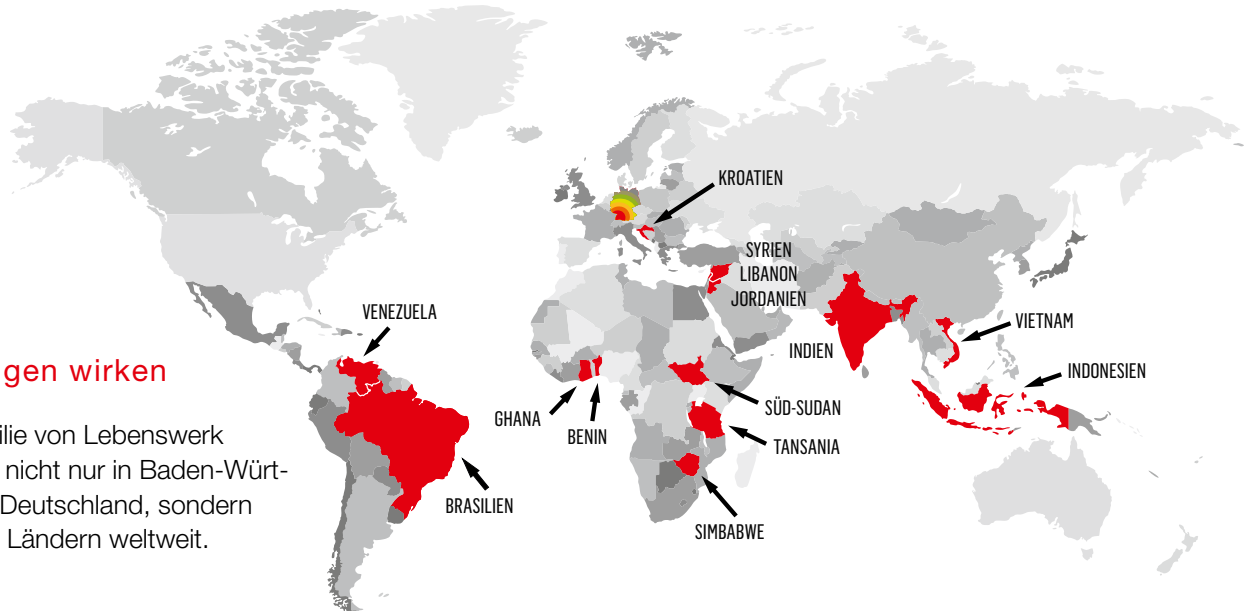 gen wirken
ilie von Lebenswerk
nicht nur in Baden-Würt-
Deutschland, sondern
Ländern weltweit.
VENEZUELA
BRASILIEN
GHANA
BENIN
KROATIEN
SYRIEN
LIBANON
JORDANIEN
INDIEN
SÜD-SUDAN
TANSANIA
SIMBABWE
VIETNAM
INDONESIEN